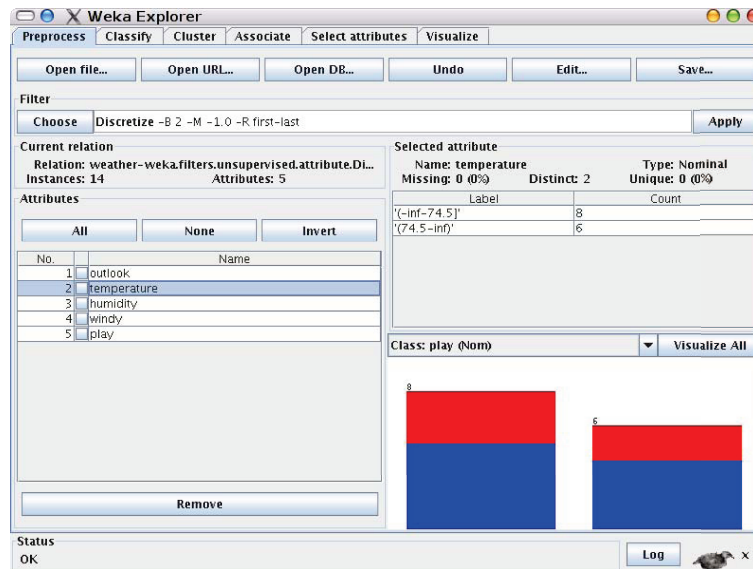 Weka Explorer
Preprocess Classify Cluster Associate Select attributes Visualize
Open file... Open URL... Open DB... Undo Edit... Save...
Filter
Choose Discretize -B 2 -M -1.0 -R first-last Apply
Current relation
Relation: weather-weka.filters.unsupervised.attribute.Di...
Instances: 14 Attributes: 5
Attributes
All None Invert
No. Name
1 outlook
2 temperature
3 humidity
4 windy
5 play
Remove
Selected attribute
Name: temperature Type: Nominal
Missing: 0 (0%) Distinct: 2 Unique: 0 (0%)
Label Count
'(-inf-74.5]' 8
'(74.5-inf)' 6
Class: play (Nom) Visualize All
8
6
Status
OK
Log x